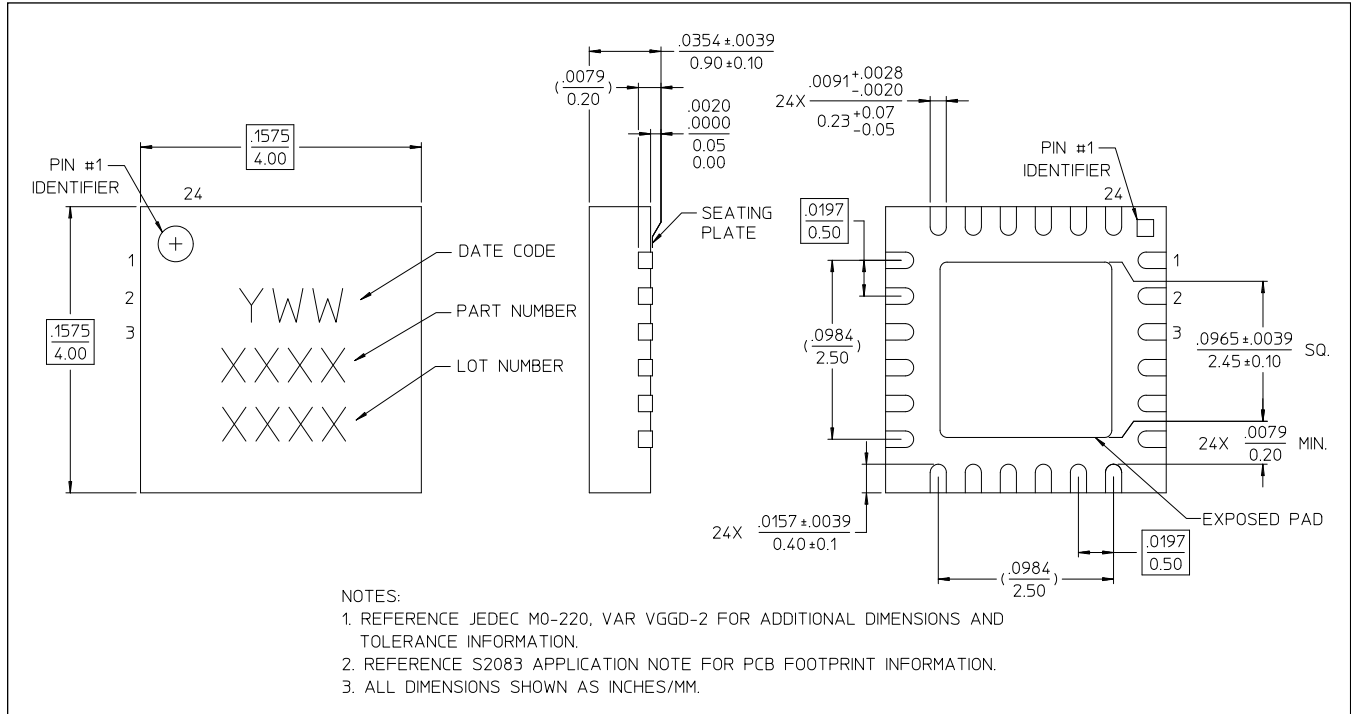 .1575
4.00
PIN #1
IDENTIFIER
24
1
2
3
.1575
4.00
YWW
XXXX
XXXX
DATE CODE
PART NUMBER
LOT NUMBER
.0354 ±.0039
0.90 ±0.10
(.0079
0.20)
.0020
.0000
0.05
0.00
SEATING
PLATE
24X .0091 +.0028
-.0020
0.23 +0.07
-0.05
PIN #1
IDENTIFIER
24
.0197
0.50
1
2
3
(.0984
2.50)
.0965 ±.0039
2.45 ±0.10 SQ.
24X .0079
0.20 MIN.
EXPOSED PAD
24X .0157 ±.0039
0.40 ±0.1
.0197
0.50
(.0984
2.50)
NOTES:
1. REFERENCE JEDEC MO-220, VAR VGGD-2 FOR ADDITIONAL DIMENSIONS AND
TOLERANCE INFORMATION.
2. REFERENCE S2083 APPLICATION NOTE FOR PCB FOOTPRINT INFORMATION.
3. ALL DIMENSIONS SHOWN AS INCHES/MM.